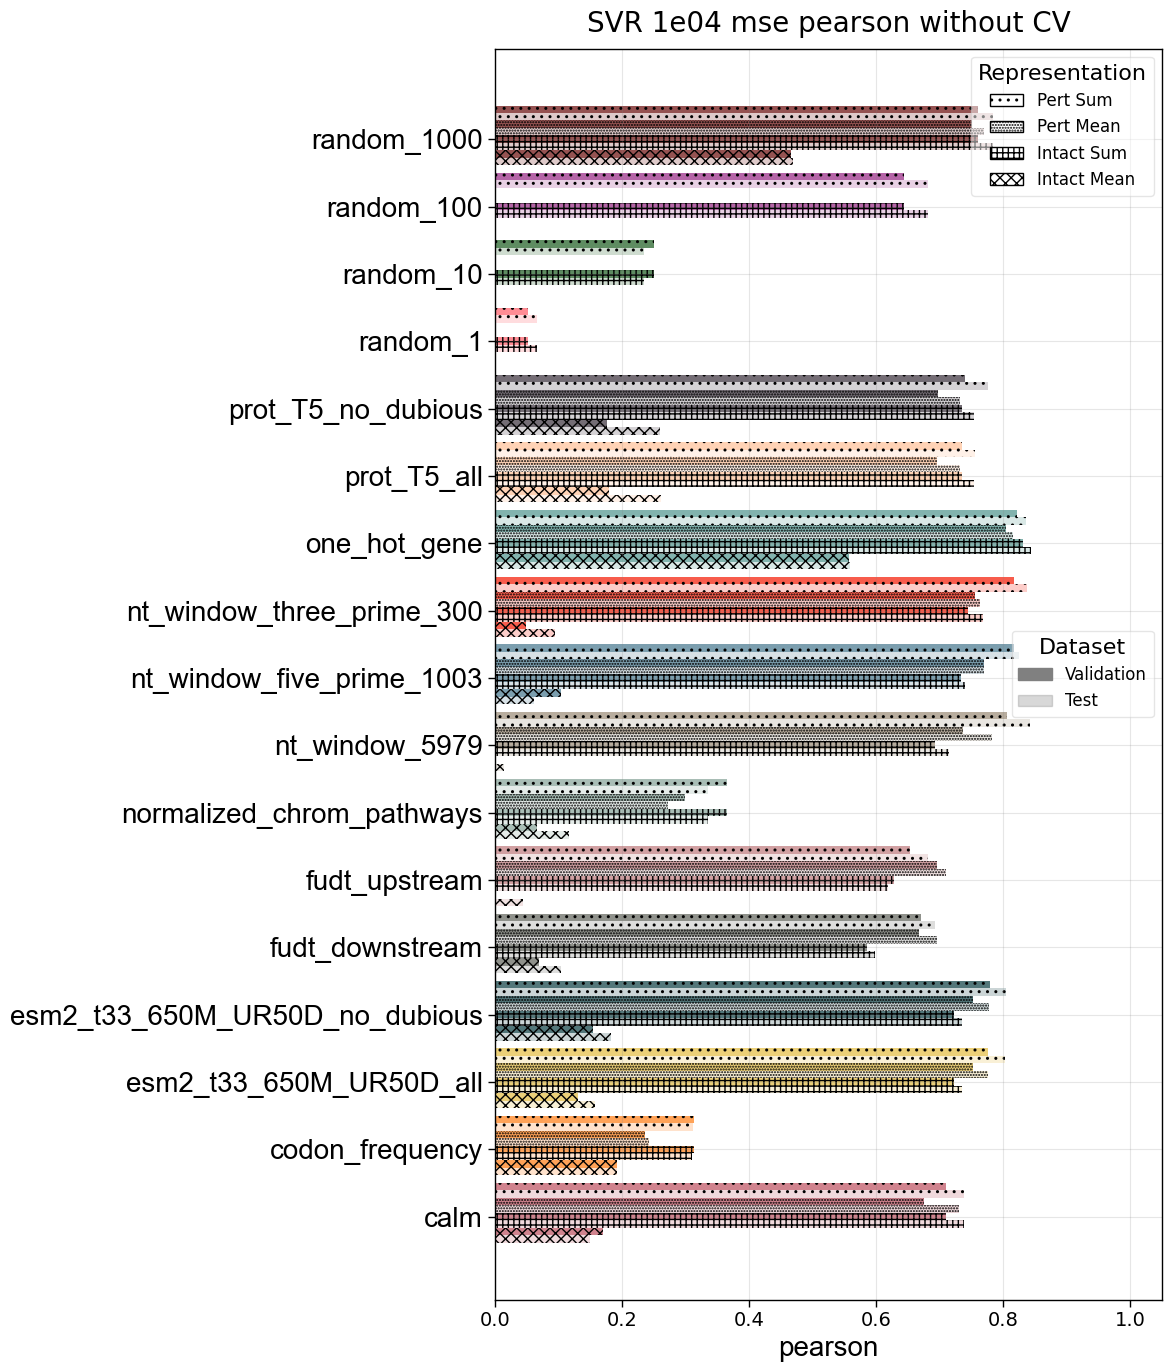 SVR 1e04 mse pearson without CV
Representation
Pert Sum
Pert Mean
Intact Sum
Intact Mean
random_1000
random_100
random_10
random_1
prot_T5_no_dubious
prot_T5_all
one_hot_gene
nt_window_three_prime_300
nt_window_five_prime_1003
nt_window_5979
normalized_chrom_pathways
fudt_upstream
fudt_downstream
esm2_t33_650M_UR50D_no_dubious
esm2_t33_650M_UR50D_all
codon_frequency
calm
Dataset
Validation
Test
0.0 0.2 0.4 0.6 0.8 1.0
pearson